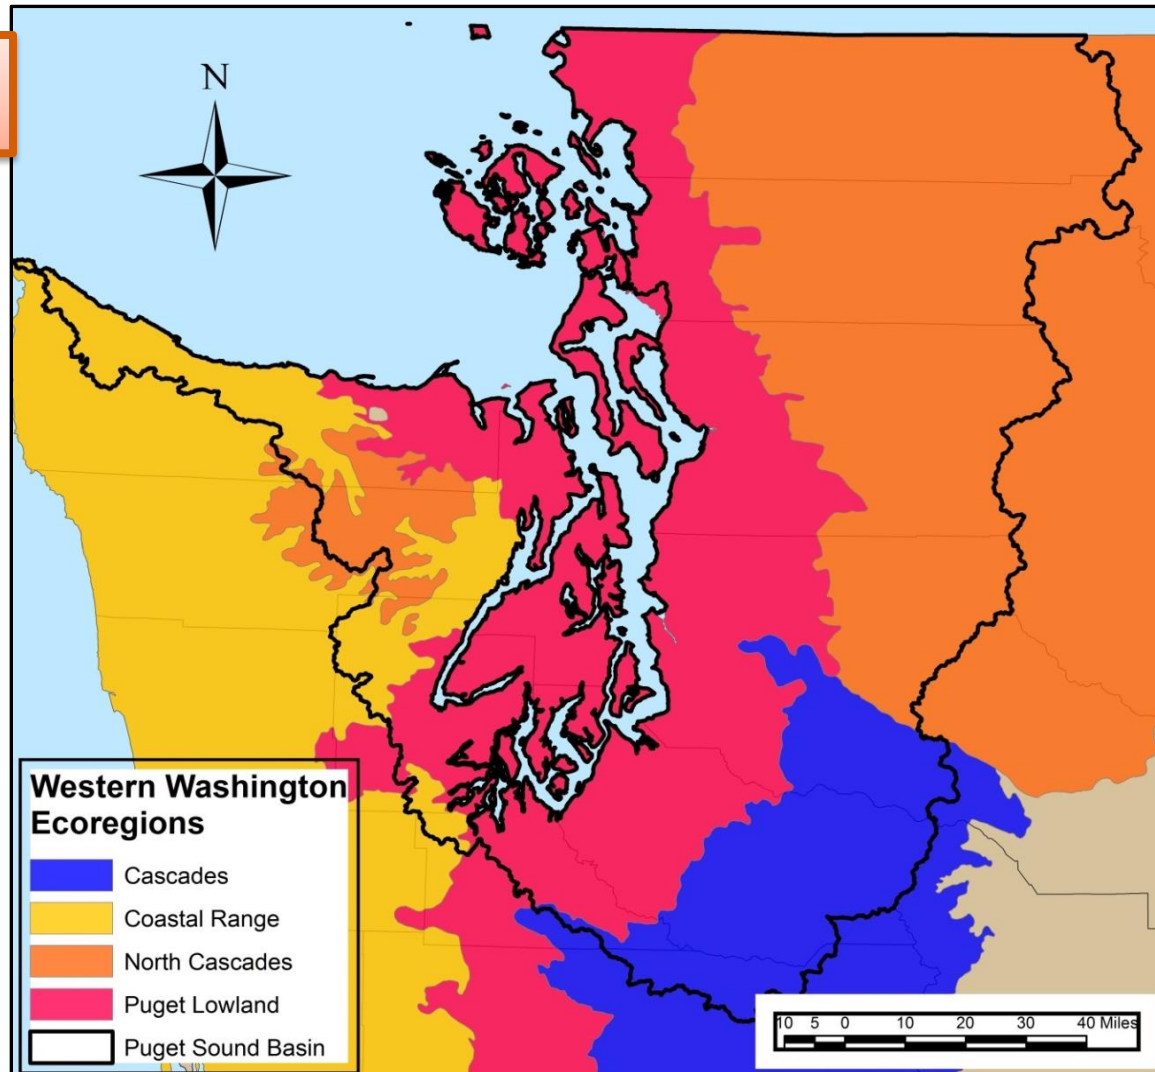 N
Western Washington
Ecoregions
Cascades
Coastal Range
North Cascades
Puget Lowland
Puget Sound Basin
10 5 0 10 20 30 40 Miles